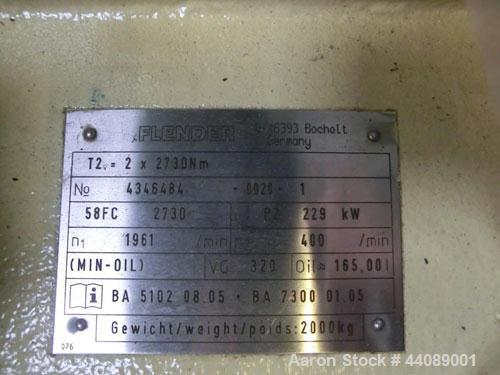 FLENDER 46393 Bocholt
Germany
T2 = 2 x 2730Nm
No 4346484 - 0020 - 1
58FC 2730 P2 229 kW
n1 1961 /min 400 /min
(MIN-OIL) VG 320 Oil≈ 165,00l
i BA 5102 08.05 + BA 7300 01.05
Gewicht/weight/poids: 2000kg
076
Aaron Stock # 44089001